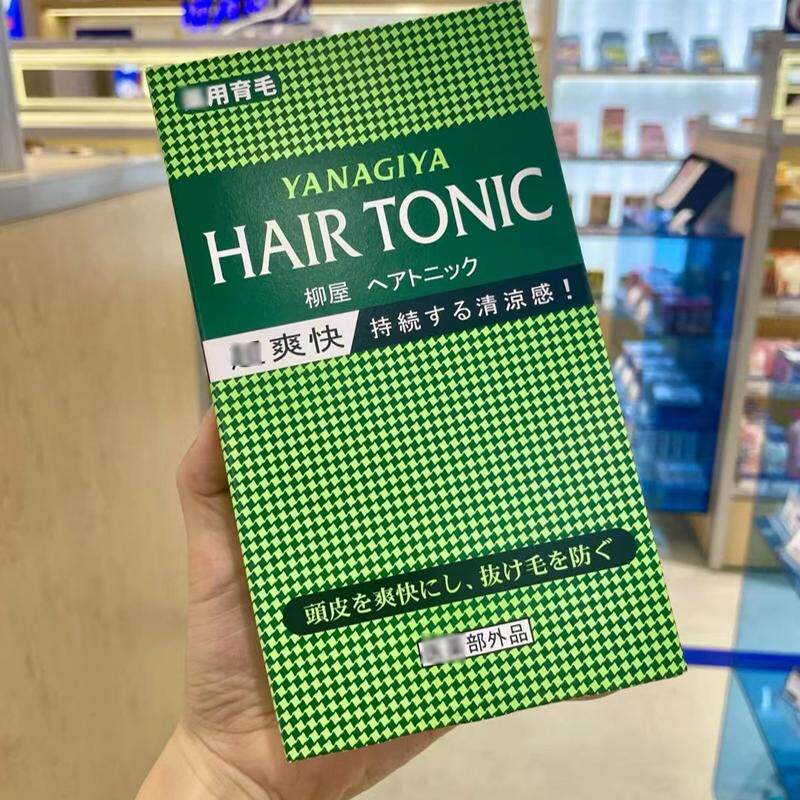 用育毛
YANAGIYA
HAIR TONIC
柳屋 ヘアトニック
爽快 持続する清涼感!
頭皮を爽快にし、抜け毛を防ぐ
部外品